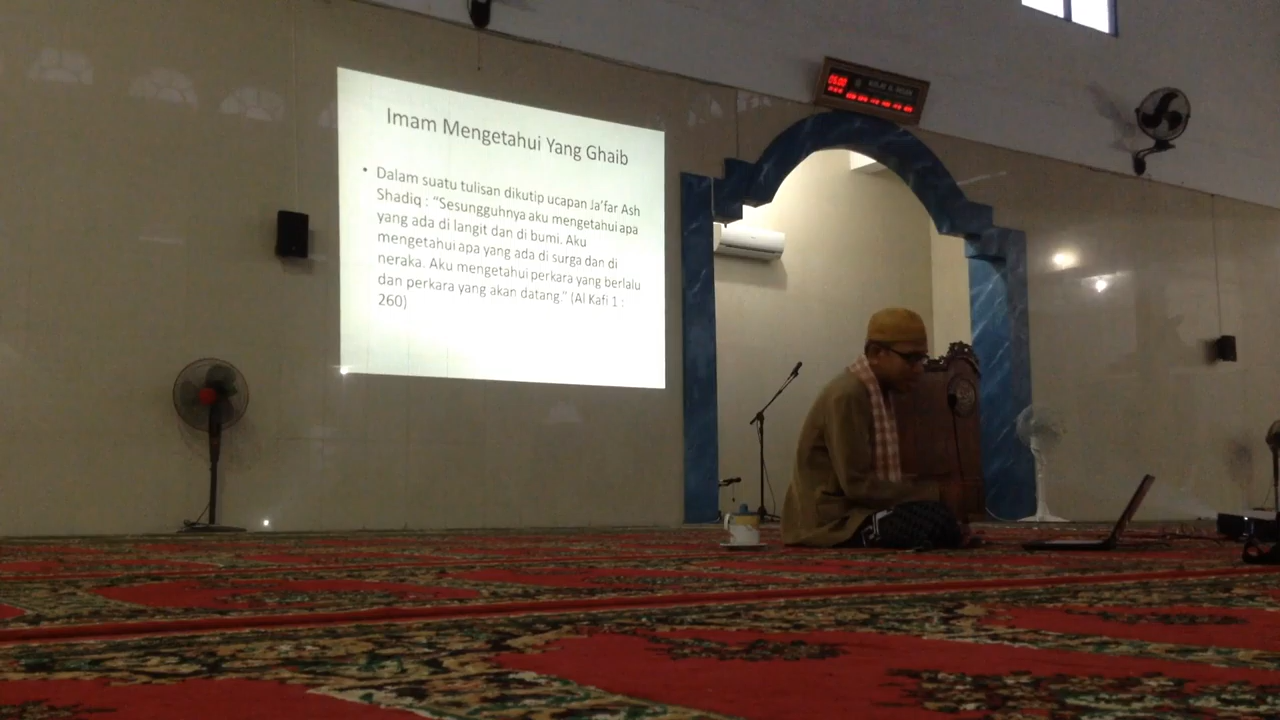 Imam Mengetahui Yang Ghaib
• Dalam suatu tulisan dikutip ucapan Ja'far Ash
Shadiq : "Sesungguhnya aku mengetahui apa
yang ada di langit dan di bumi. Aku
mengetahui apa yang ada di surga dan di
neraka. Aku mengetahui perkara yang berlalu
dan perkara yang akan datang." (Al Kafi 1 :
260)